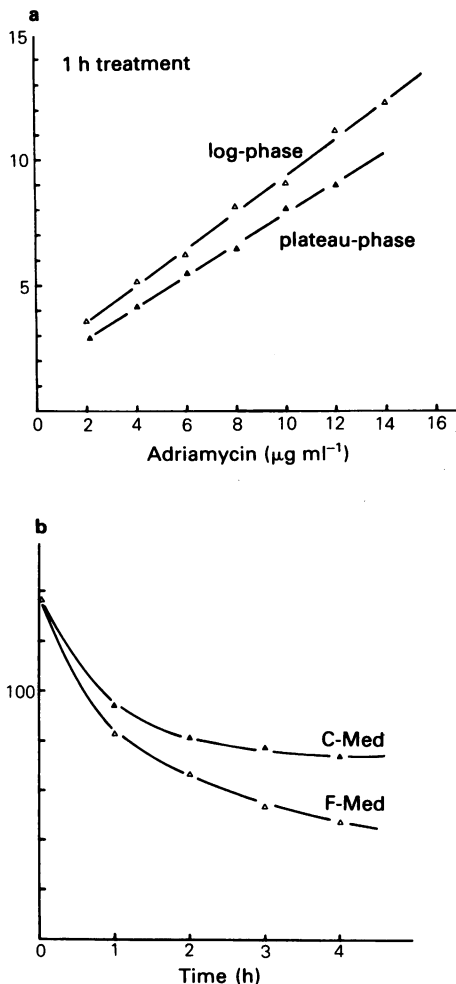 a
15
1 h treatment
log-phase
10
plateau-phase
5
0 2 4 6 8 10 12 14 16
Adriamycin (μg ml⁻¹)
b
100
C-Med
F-Med
0 1 2 3 4
Time (h)